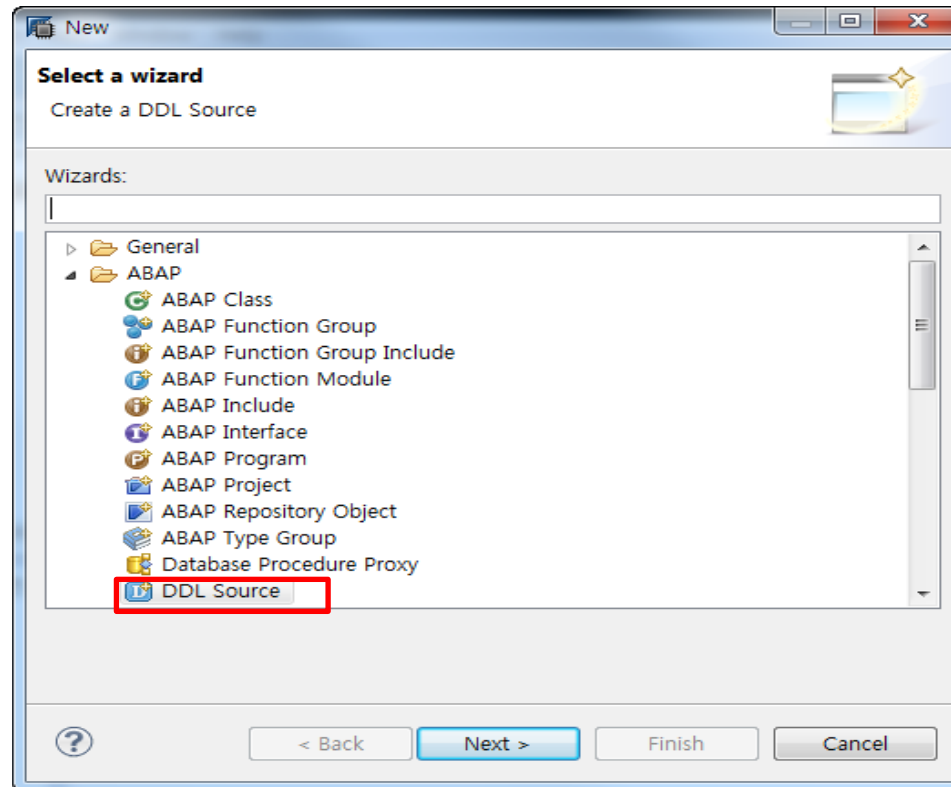 New
Select a wizard
Create a DDL Source
Wizards:
General
ABAP
ABAP Class
ABAP Function Group
ABAP Function Group Include
ABAP Function Module
ABAP Include
ABAP Interface
ABAP Program
ABAP Project
ABAP Repository Object
ABAP Type Group
Database Procedure Proxy
DDL Source
< Back Next > Finish Cancel